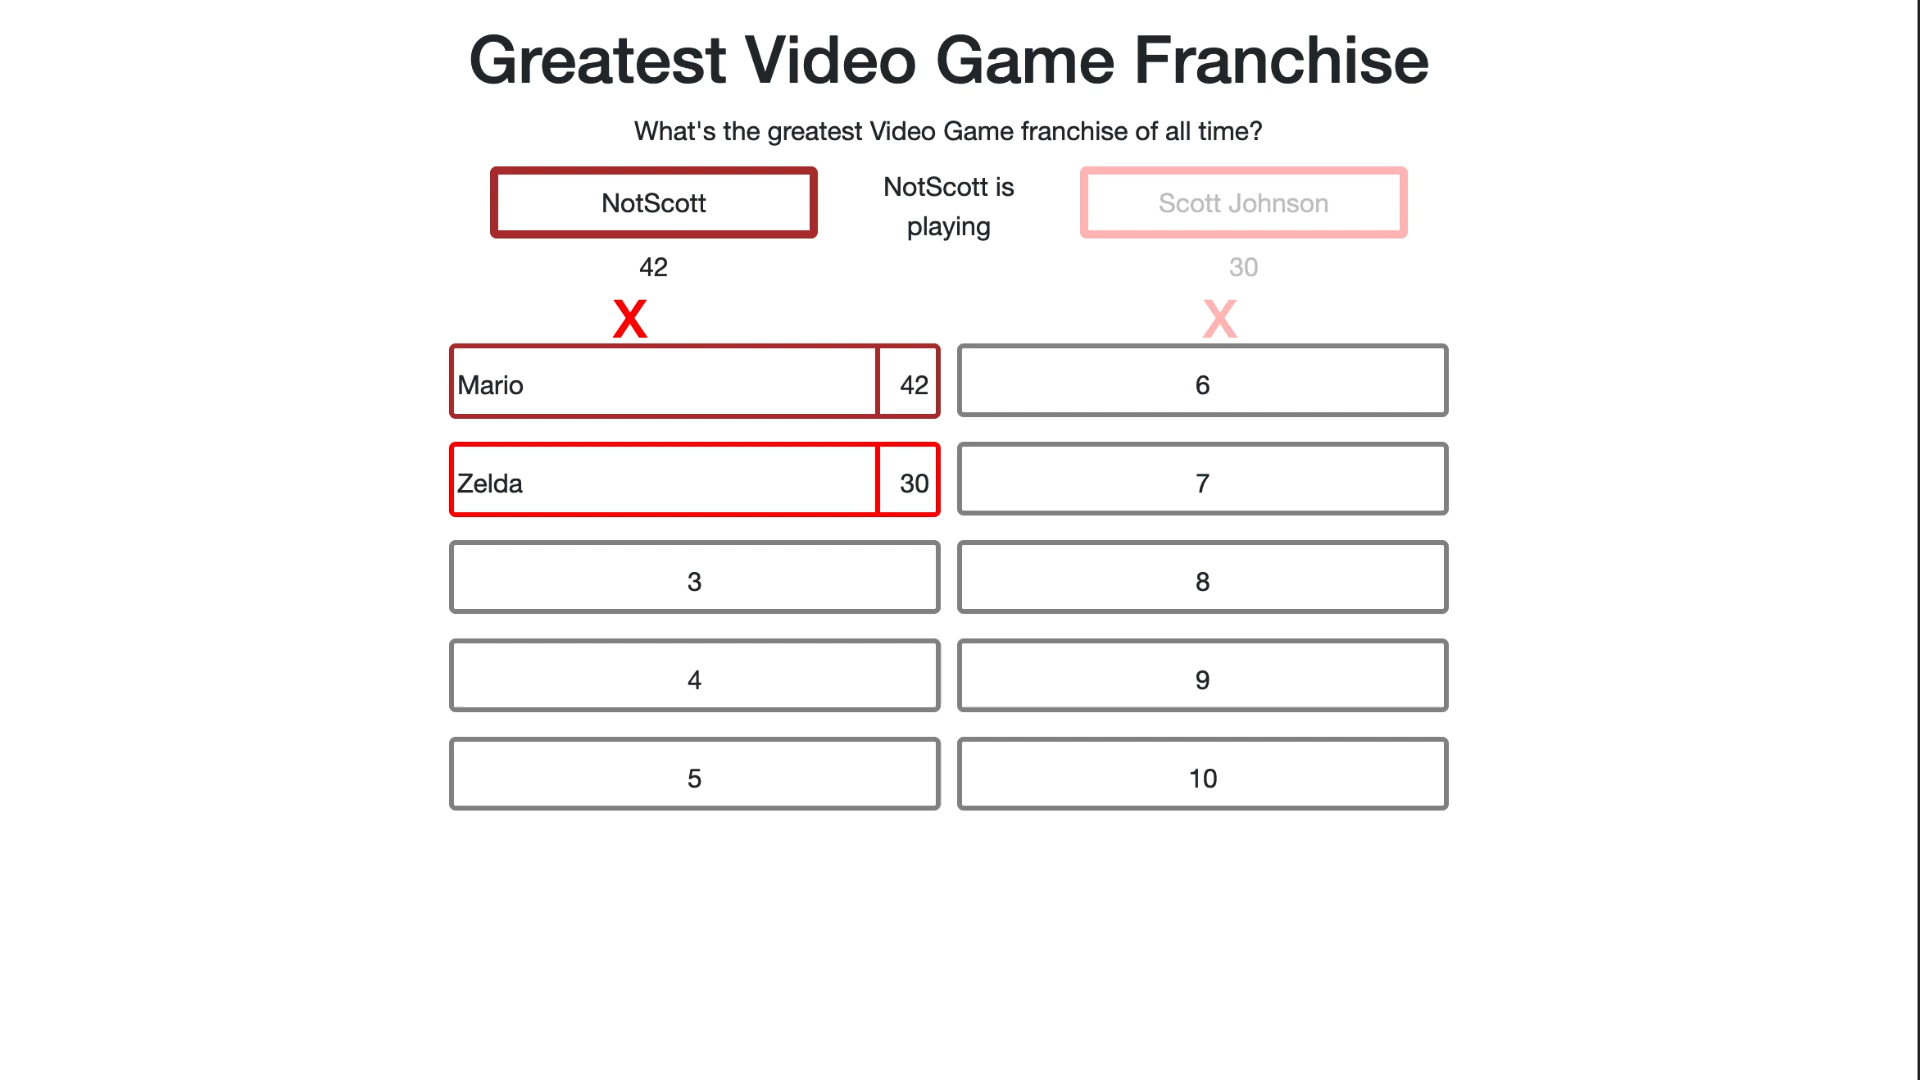 Greatest Video Game Franchise
What's the greatest Video Game franchise of all time?
NotScott
NotScott is
playing
Scott Johnson
42
30
X
X
Mario 42
6
Zelda 30
7
3
8
4
9
5
10